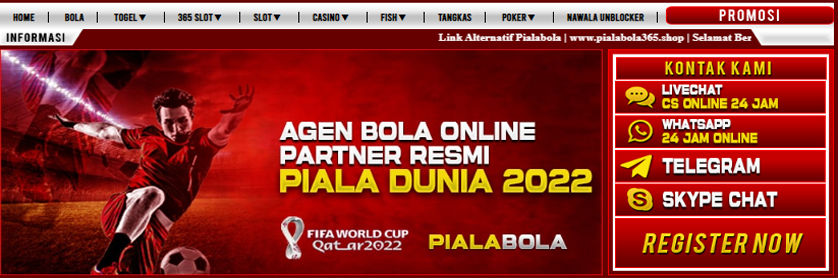 HOME
BOLA
TOGEL
365 SLOT
SLOT
CASINO
FISH
TANGKAS
POKER
NAWALA UNBLOCKER
PROMOSI
INFORMASI
Link Alternatif Pialabola | www.pialabola365.shop | Selamat Ber
AGEN BOLA ONLINE
PARTNER RESMI
PIALA DUNIA 2022
FIFA WORLD CUP
Qatar2022
PIALABOLA
KONTAK KAMI
LIVECHAT
CS ONLINE 24 JAM
WHATSAPP
24 JAM ONLINE
TELEGRAM
SKYPE CHAT
REGISTER NOW